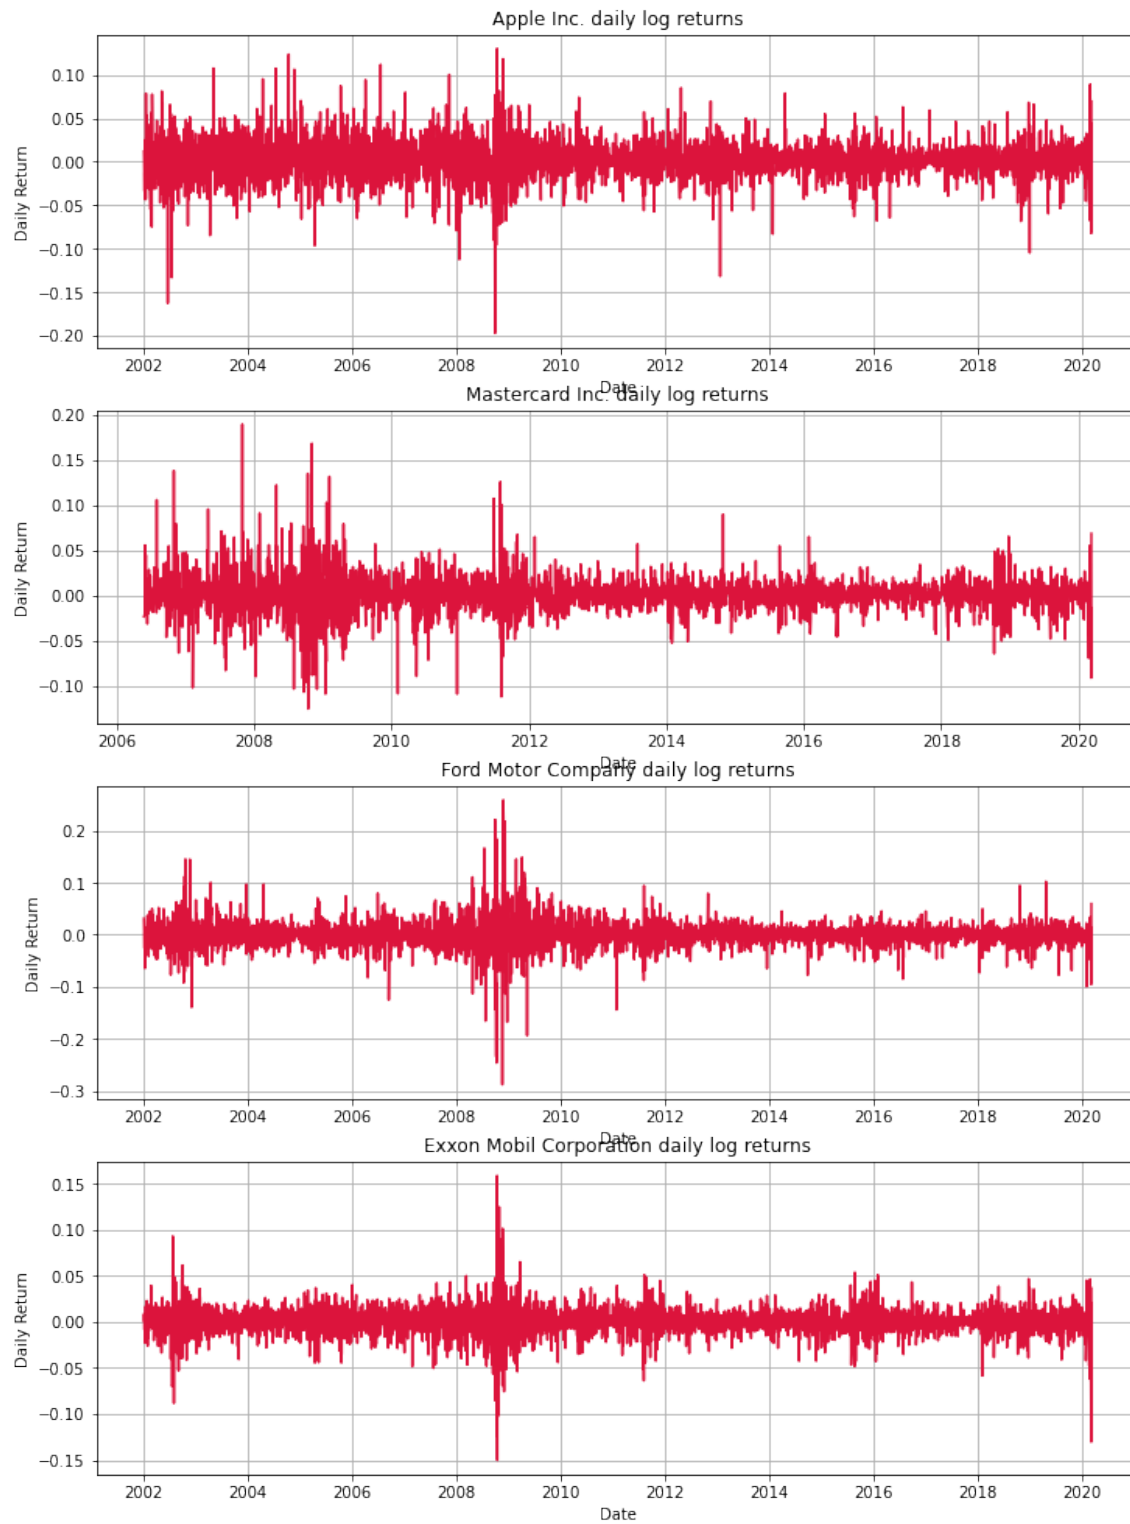 Apple Inc. daily log returns
Daily Return
0.10
0.05
0.00
−0.05
−0.10
−0.15
−0.20
2002 2004 2006 2008 2010 2012 2014 2016 2018 2020
Date
Mastercard Inc. daily log returns
Daily Return
0.20
0.15
0.10
0.05
0.00
−0.05
−0.10
2006 2008 2010 2012 2014 2016 2018 2020
Date
Ford Motor Company daily log returns
Daily Return
0.2
0.1
0.0
−0.1
−0.2
−0.3
2002 2004 2006 2008 2010 2012 2014 2016 2018 2020
Date
Exxon Mobil Corporation daily log returns
Daily Return
0.15
0.10
0.05
0.00
−0.05
−0.10
−0.15
2002 2004 2006 2008 2010 2012 2014 2016 2018 2020
Date